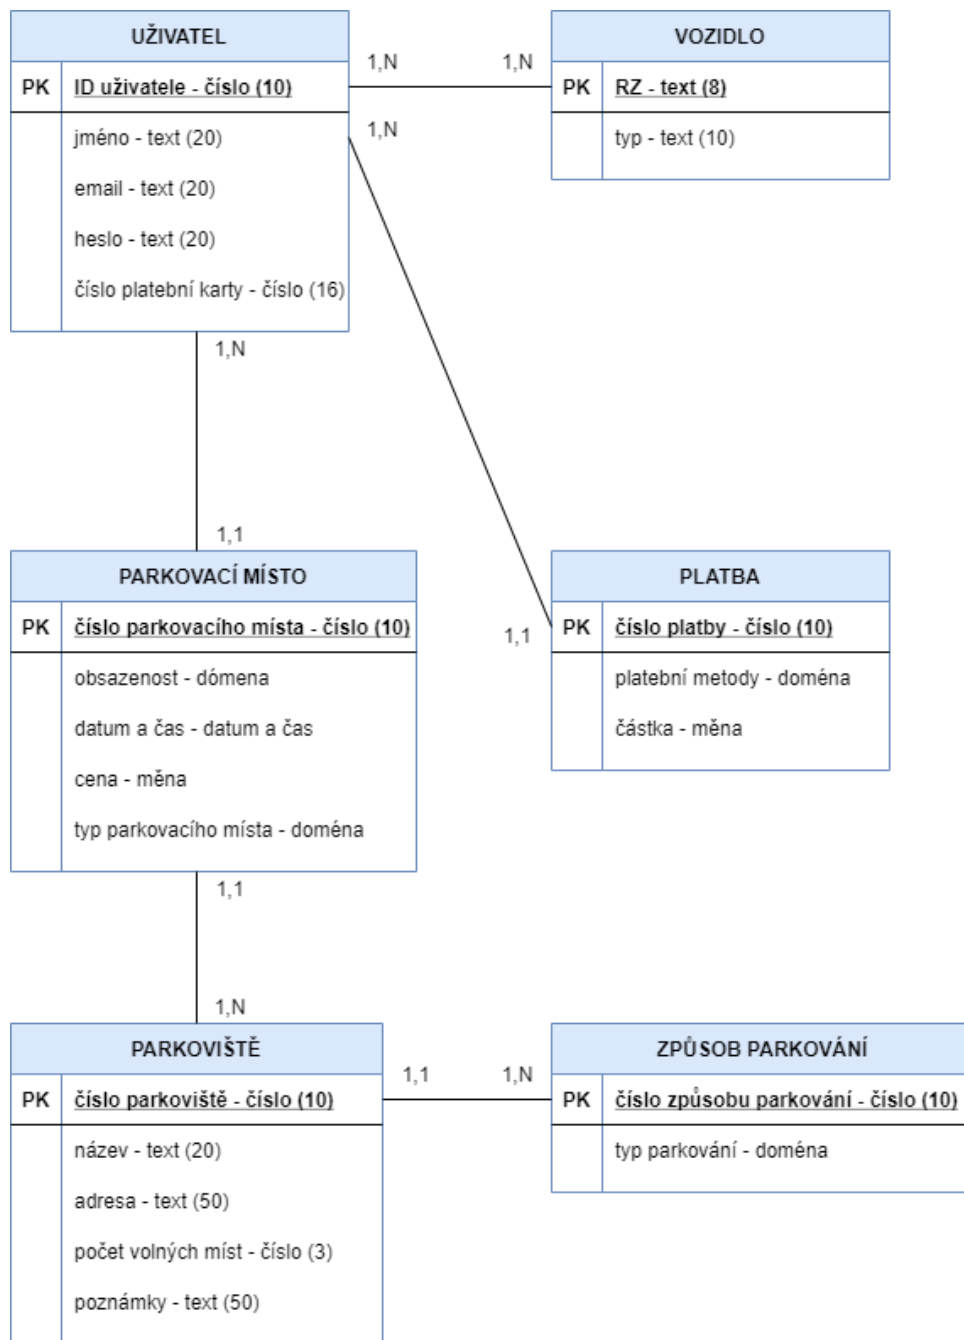 UŽIVATEL
PK ID uživatele - číslo (10)
jméno - text (20)
email - text (20)
heslo - text (20)
číslo platební karty - číslo (16)
1,N
1,N
VOZIDLO
PK RZ - text (8)
typ - text (10)
1,N
1,N
1,1
PARKOVACÍ MÍSTO
PK číslo parkovacího místa - číslo (10)
obsazenost - dómena
datum a čas - datum a čas
cena - měna
typ parkovacího místa - doména
1,1
PLATBA
PK číslo platby - číslo (10)
platební metody - doména
částka - měna
1,1
1,N
PARKOVIŠTĚ
PK číslo parkoviště - číslo (10)
název - text (20)
adresa - text (50)
počet volných míst - číslo (3)
poznámky - text (50)
1,1
1,N
ZPŮSOB PARKOVÁNÍ
PK číslo způsobu parkování - číslo (10)
typ parkování - doména